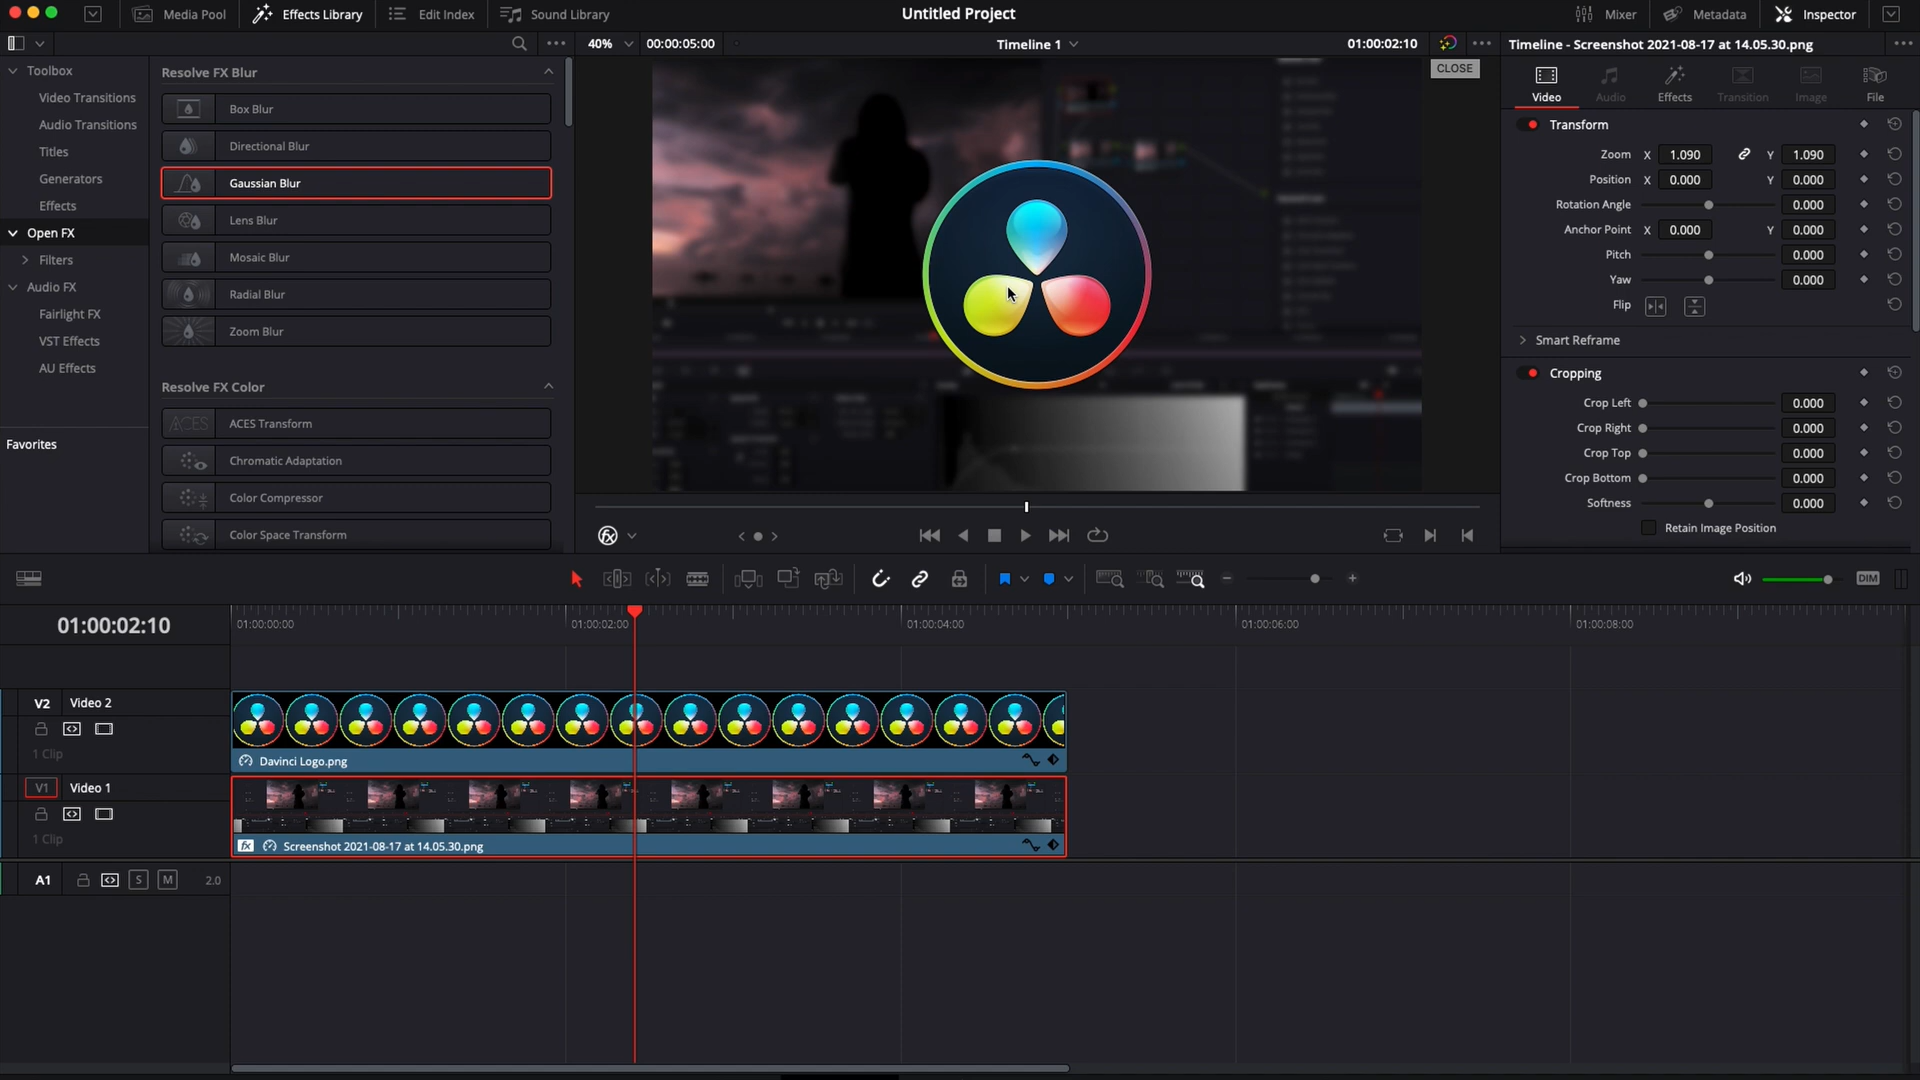 Media Pool
Effects Library
Edit Index
Sound Library
Untitled Project
Mixer
Metadata
Inspector
40%
00:00:05:00
Timeline 1
01:00:02:10
Timeline - Screenshot 2021-08-17 at 14.05.30.png
CLOSE
Toolbox
Video Transitions
Audio Transitions
Titles
Generators
Effects
Open FX
Filters
Audio FX
Fairlight FX
VST Effects
AU Effects
Favorites
Resolve FX Blur
Box Blur
Directional Blur
Gaussian Blur
Lens Blur
Mosaic Blur
Radial Blur
Zoom Blur
Resolve FX Color
ACES
ACES Transform
Chromatic Adaptation
Color Compressor
Color Space Transform
Video
Audio
Effects
Transition
Image
File
Transform
Zoom X 1.090 Y 1.090
Position X 0.000 Y 0.000
Rotation Angle 0.000
Anchor Point X 0.000 Y 0.000
Pitch 0.000
Yaw 0.000
Flip
Smart Reframe
Cropping
Crop Left 0.000
Crop Right 0.000
Crop Top 0.000
Crop Bottom 0.000
Softness 0.000
Retain Image Position
fx
DIM
01:00:02:10
01:00:00:00
01:00:02:00
01:00:04:00
01:00:06:00
01:00:08:00
V2 Video 2
1 Clip
Davinci Logo.png
V1 Video 1
1 Clip
fx Screenshot 2021-08-17 at 14.05.30.png
A1 S M 2.0